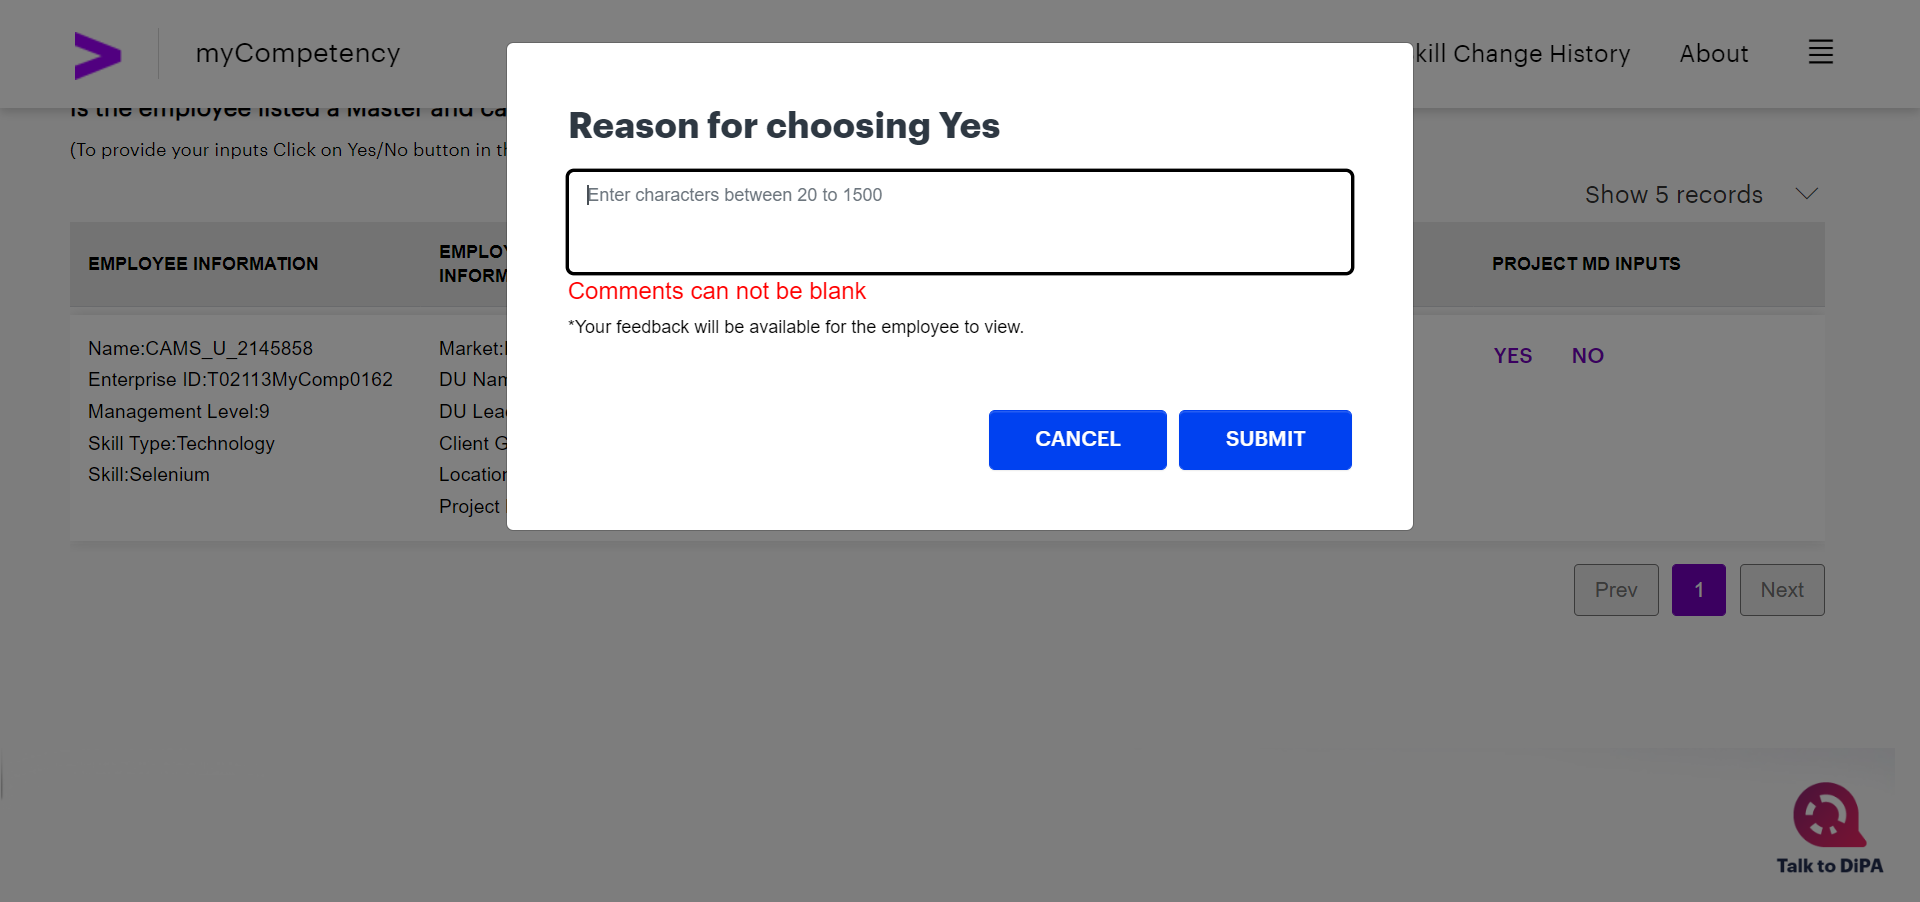 myCompetency
kill Change History
About
Is the employee listed a Master and ca
(To provide your inputs Click on Yes/No button in th
Show 5 records
Reason for choosing Yes
Enter characters between 20 to 1500
Comments can not be blank
*Your feedback will be available for the employee to view.
CANCEL
SUBMIT
EMPLOYEE INFORMATION
EMPLOY
INFORM
PROJECT MD INPUTS
Name:CAMS_U_2145858
Enterprise ID:T02113MyComp0162
Management Level:9
Skill Type:Technology
Skill:Selenium
Market:
DU Nam
DU Lea
Client G
Location
Project
YES
NO
Prev
1
Next
Talk to DiPA